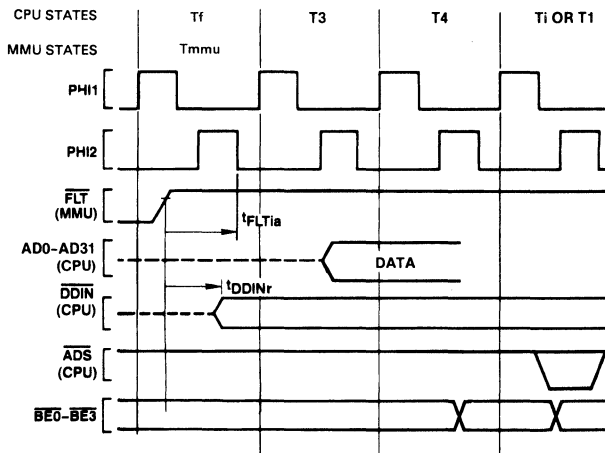 CPU STATES Tf T3 T4 Ti OR T1
MMU STATES Tmmu
PHI1
PHI2
FLT
(MMU)
tFLTia
AD0–AD31
(CPU)
DATA
DDIN
(CPU)
tDDINr
ADS
(CPU)
BE0–BE3